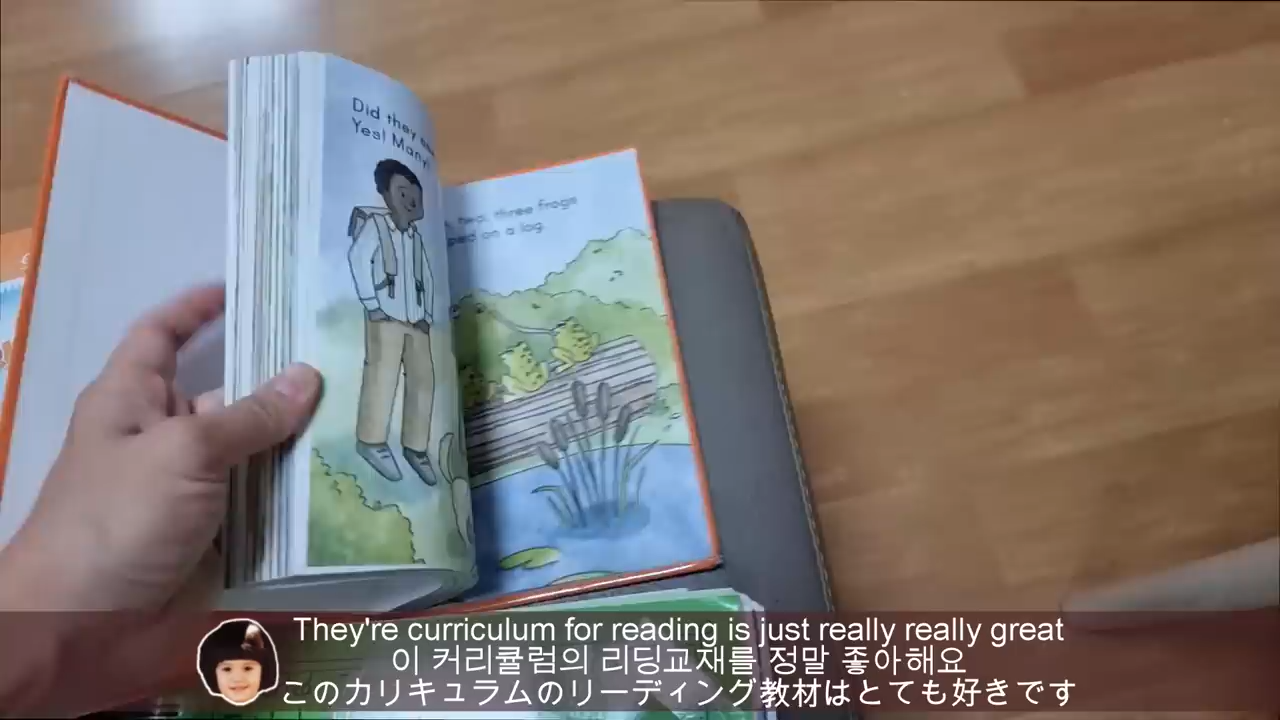 Did they
Yes! Many!
two, three frogs
on a log.
They're curriculum for reading is just really really great
이 커리큘럼의 리딩교재를 정말 좋아해요
このカリキュラムのリーディング教材はとても好きです